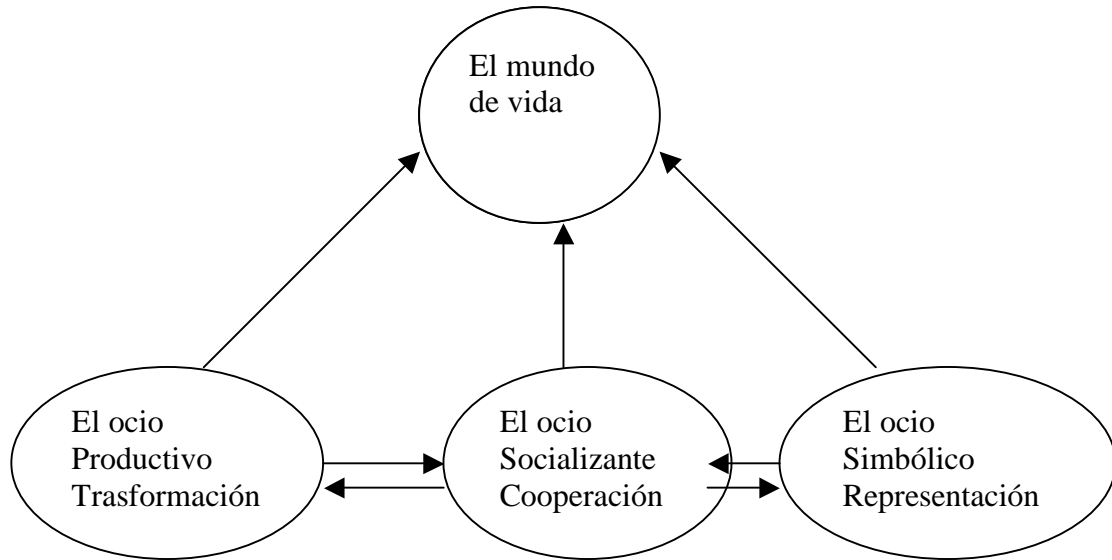 El mundo
de vida
El ocio
Productivo
Trasformación
El ocio
Socializante
Cooperación
El ocio
Simbólico
Representación